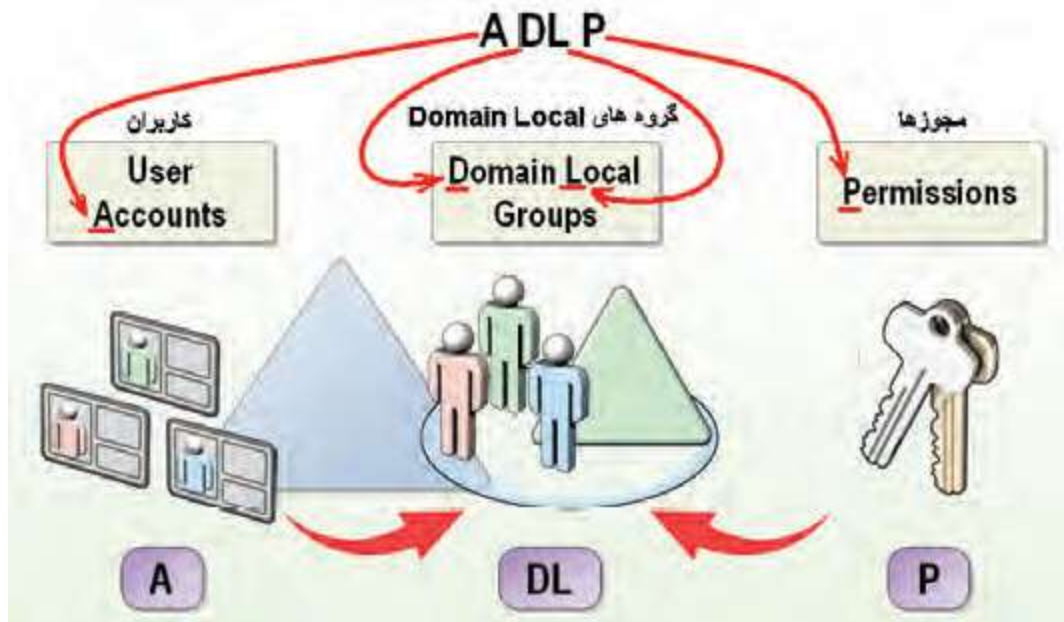 A DL P
کاربران
گروه های Domain Local
مجوزها
User
Accounts
Domain Local
Groups
Permissions
A
DL
P